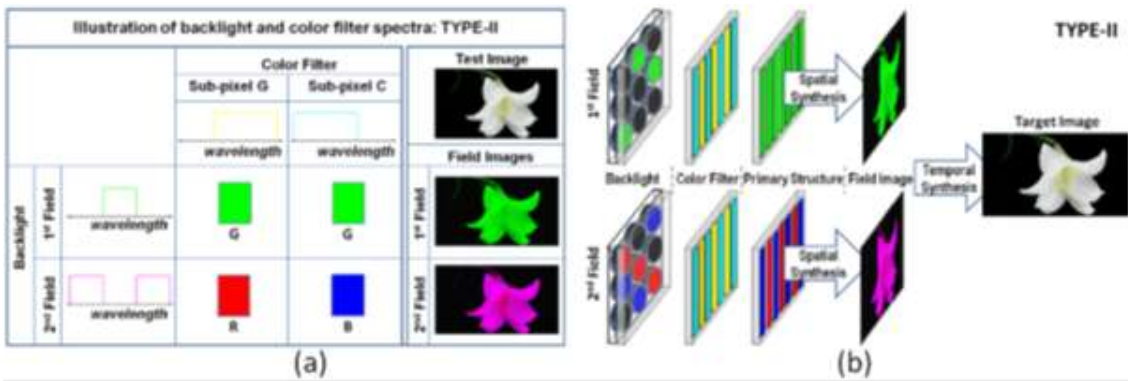 Illustration of backlight and color filter spectra: TYPE-II
Color Filter
Sub-pixel G
Sub-pixel C
wavelength
wavelength
Test Image
Field Images
Backlight
1st Field
wavelength
G
G
1st Field
2nd Field
wavelength
R
B
2nd Field
(a)
TYPE-II
1st Field
Spatial
Synthesis
Backlight
Color Filter
Primary Structure
Field Image
Temporal
Synthesis
Target Image
2nd Field
Spatial
Synthesis
(b)